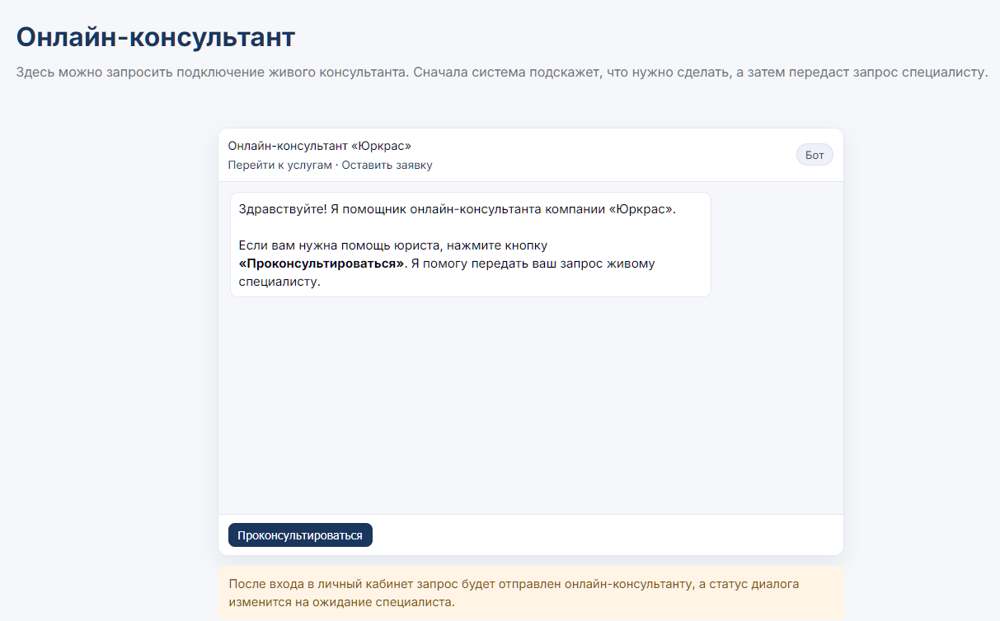 Онлайн-консультант
Здесь можно запросить подключение живого консультанта. Сначала система подскажет, что нужно сделать, а затем передаст запрос специалисту.
Онлайн-консультант «Юркрас»
Перейти к услугам · Оставить заявку
Бот
Здравствуйте! Я помощник онлайн-консультанта компании «Юркрас».
Если вам нужна помощь юриста, нажмите кнопку
«Проконсультироваться». Я помогу передать ваш запрос живому
специалисту.
Проконсультироваться
После входа в личный кабинет запрос будет отправлен онлайн-консультанту, а статус диалога
изменится на ожидание специалиста.